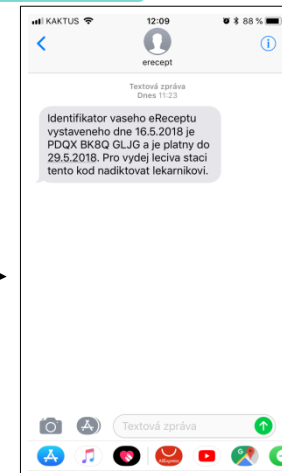 KAKTUS
12:09
88 %
erecept
Textová zpráva
Dnes 11:23
Identifikator vaseho eReceptu
vystaveneho dne 16.5.2018 je
PDQX BK8Q GLJG a je platny do
29.5.2018. Pro vydej leciva staci
tento kod nadiktovat lekarnikovi.
Textová zpráva
AliExpress